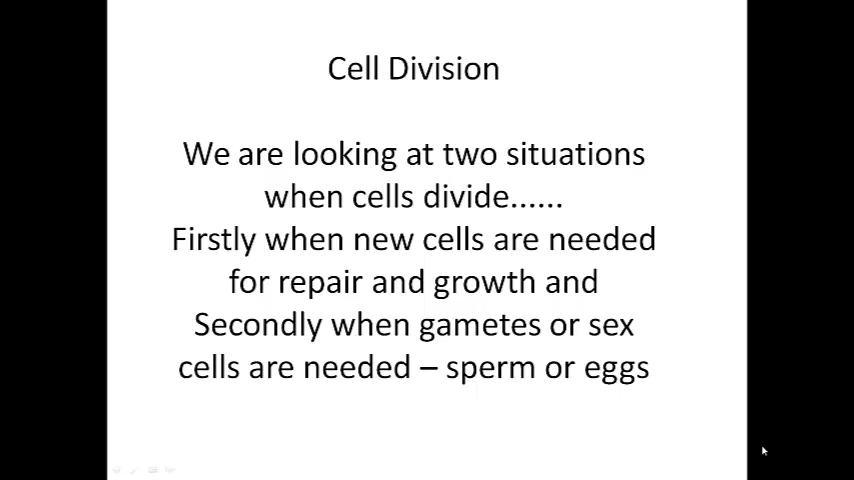 Cell Division
We are looking at two situations
when cells divide......
Firstly when new cells are needed
for repair and growth and
Secondly when gametes or sex
cells are needed – sperm or eggs